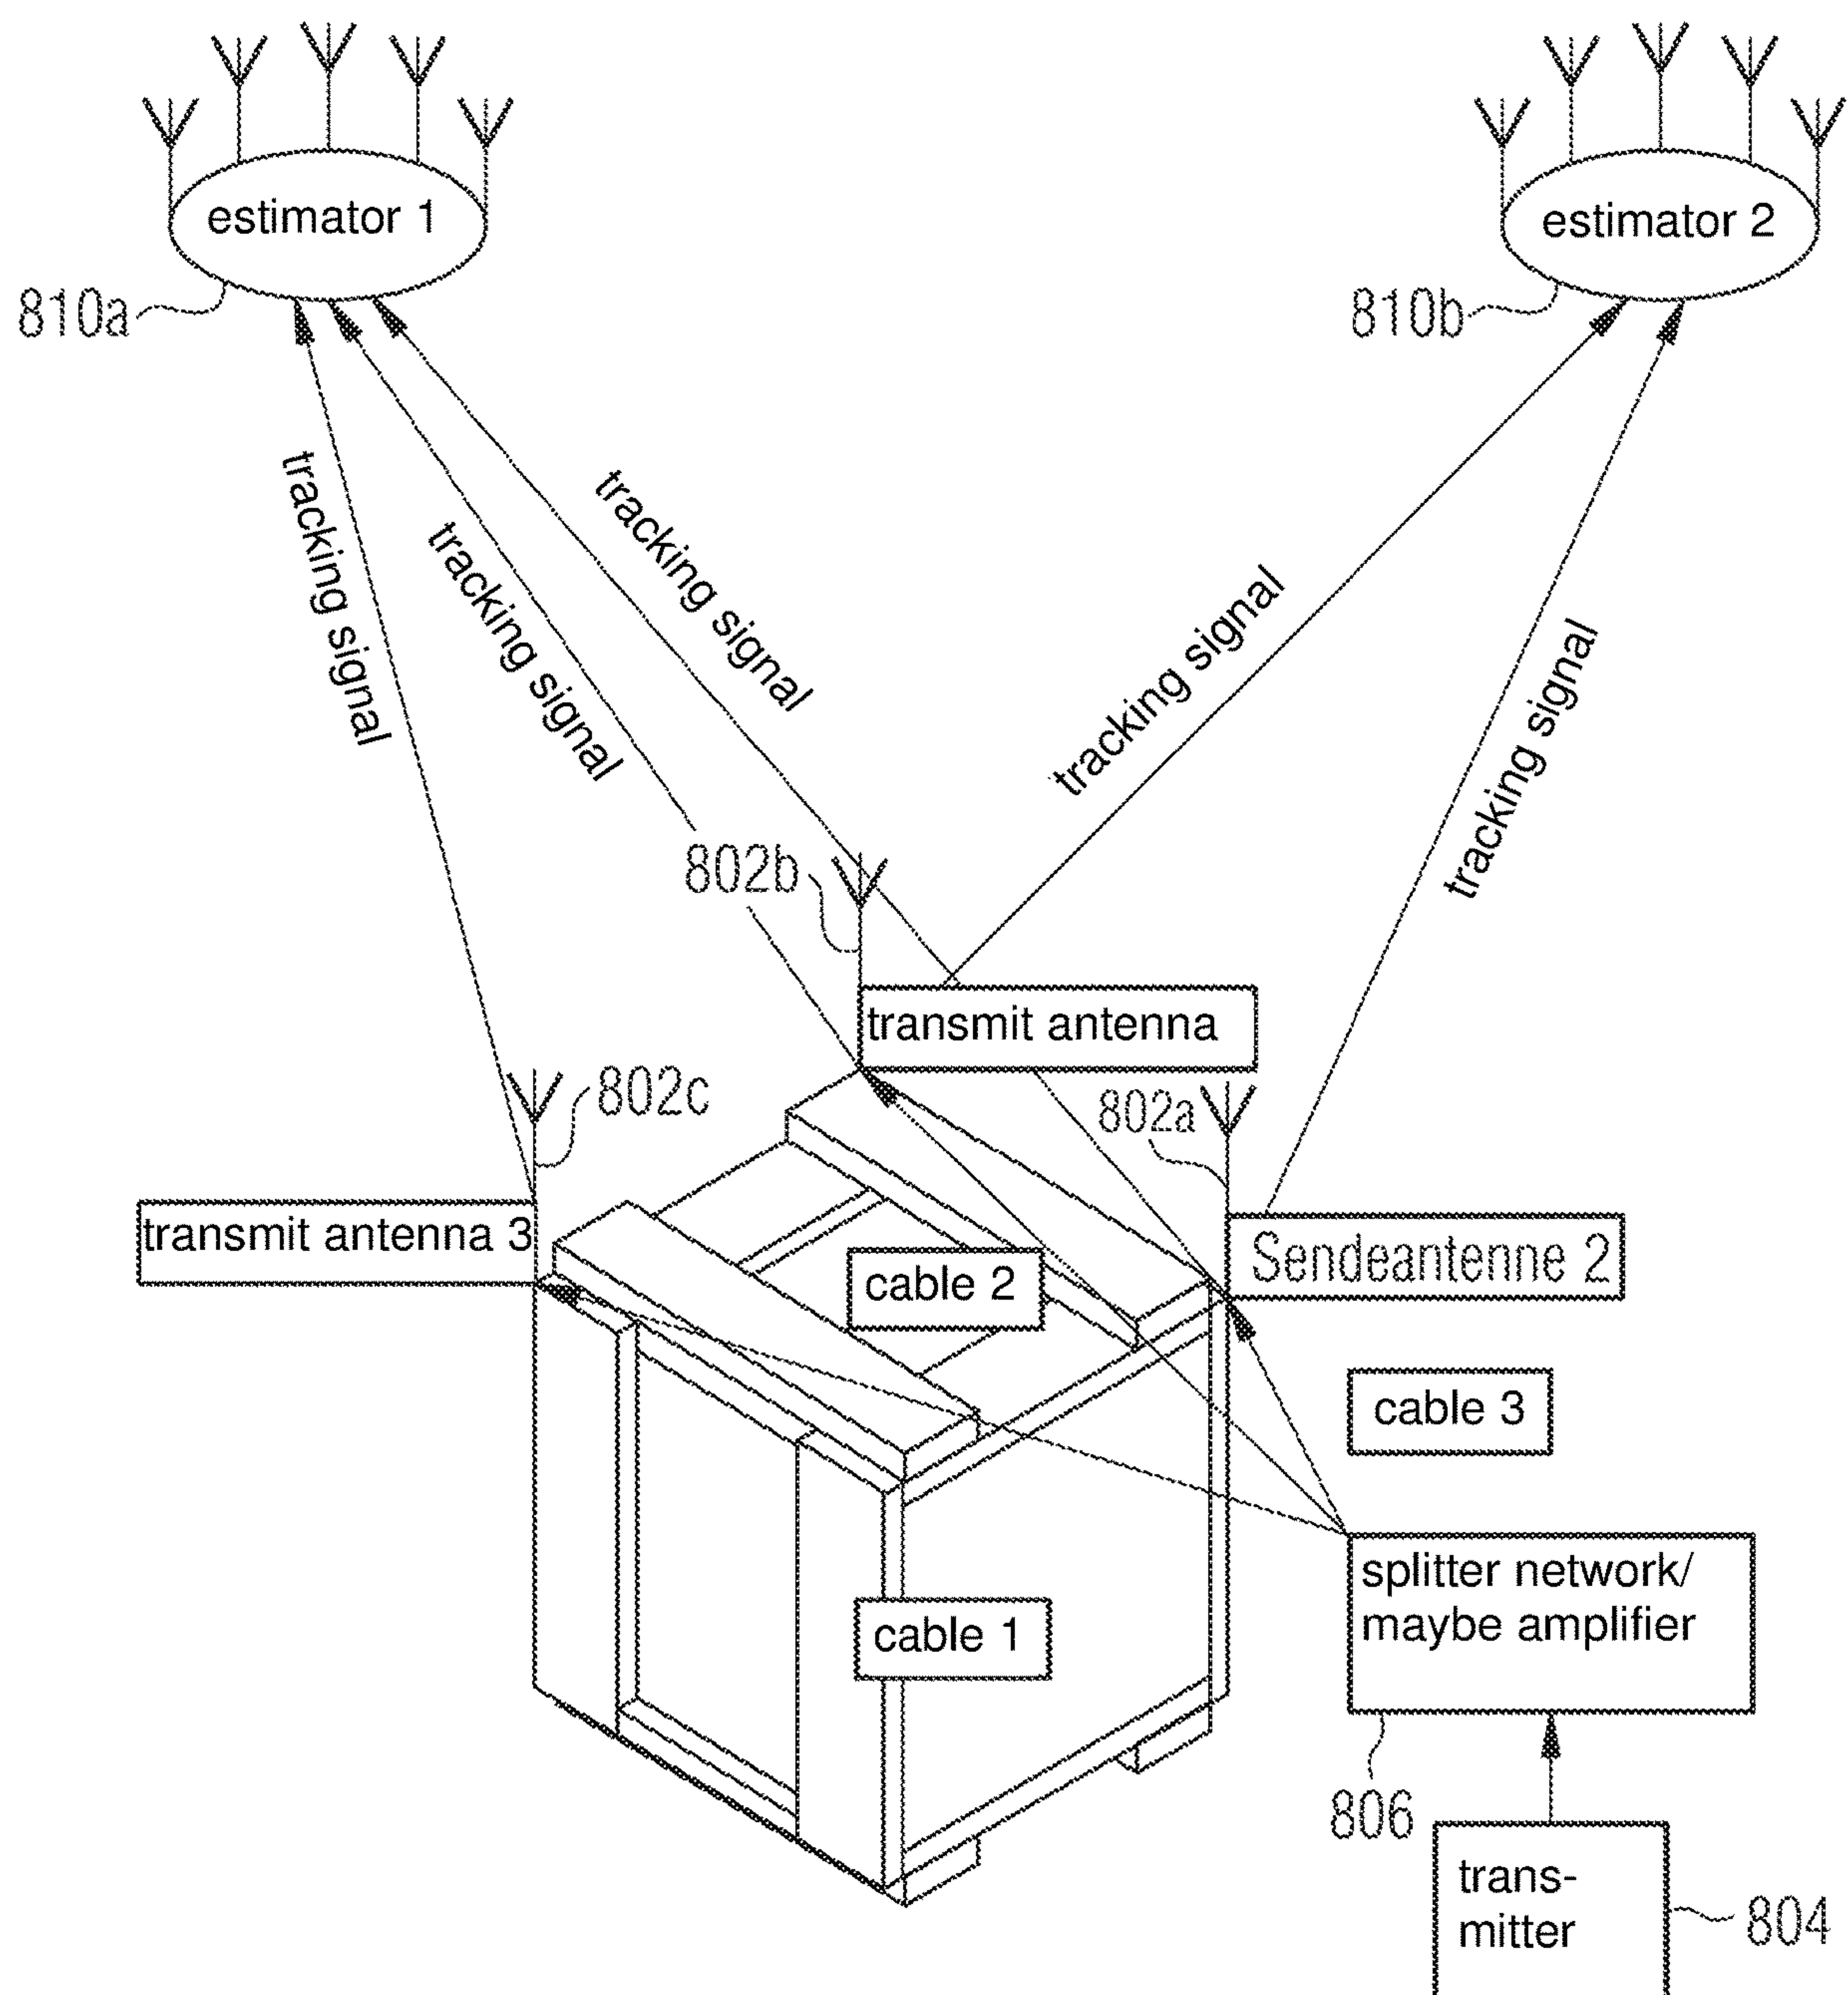 estimator 1
estimator 2
810a
810b
tracking signal
tracking signal
tracking signal
tracking signal
tracking signal
802b
transmit antenna
802c
802a
transmit antenna 3
Sendeantenne 2
cable 2
cable 3
splitter network/
maybe amplifier
cable 1
806
trans-
mitter
804